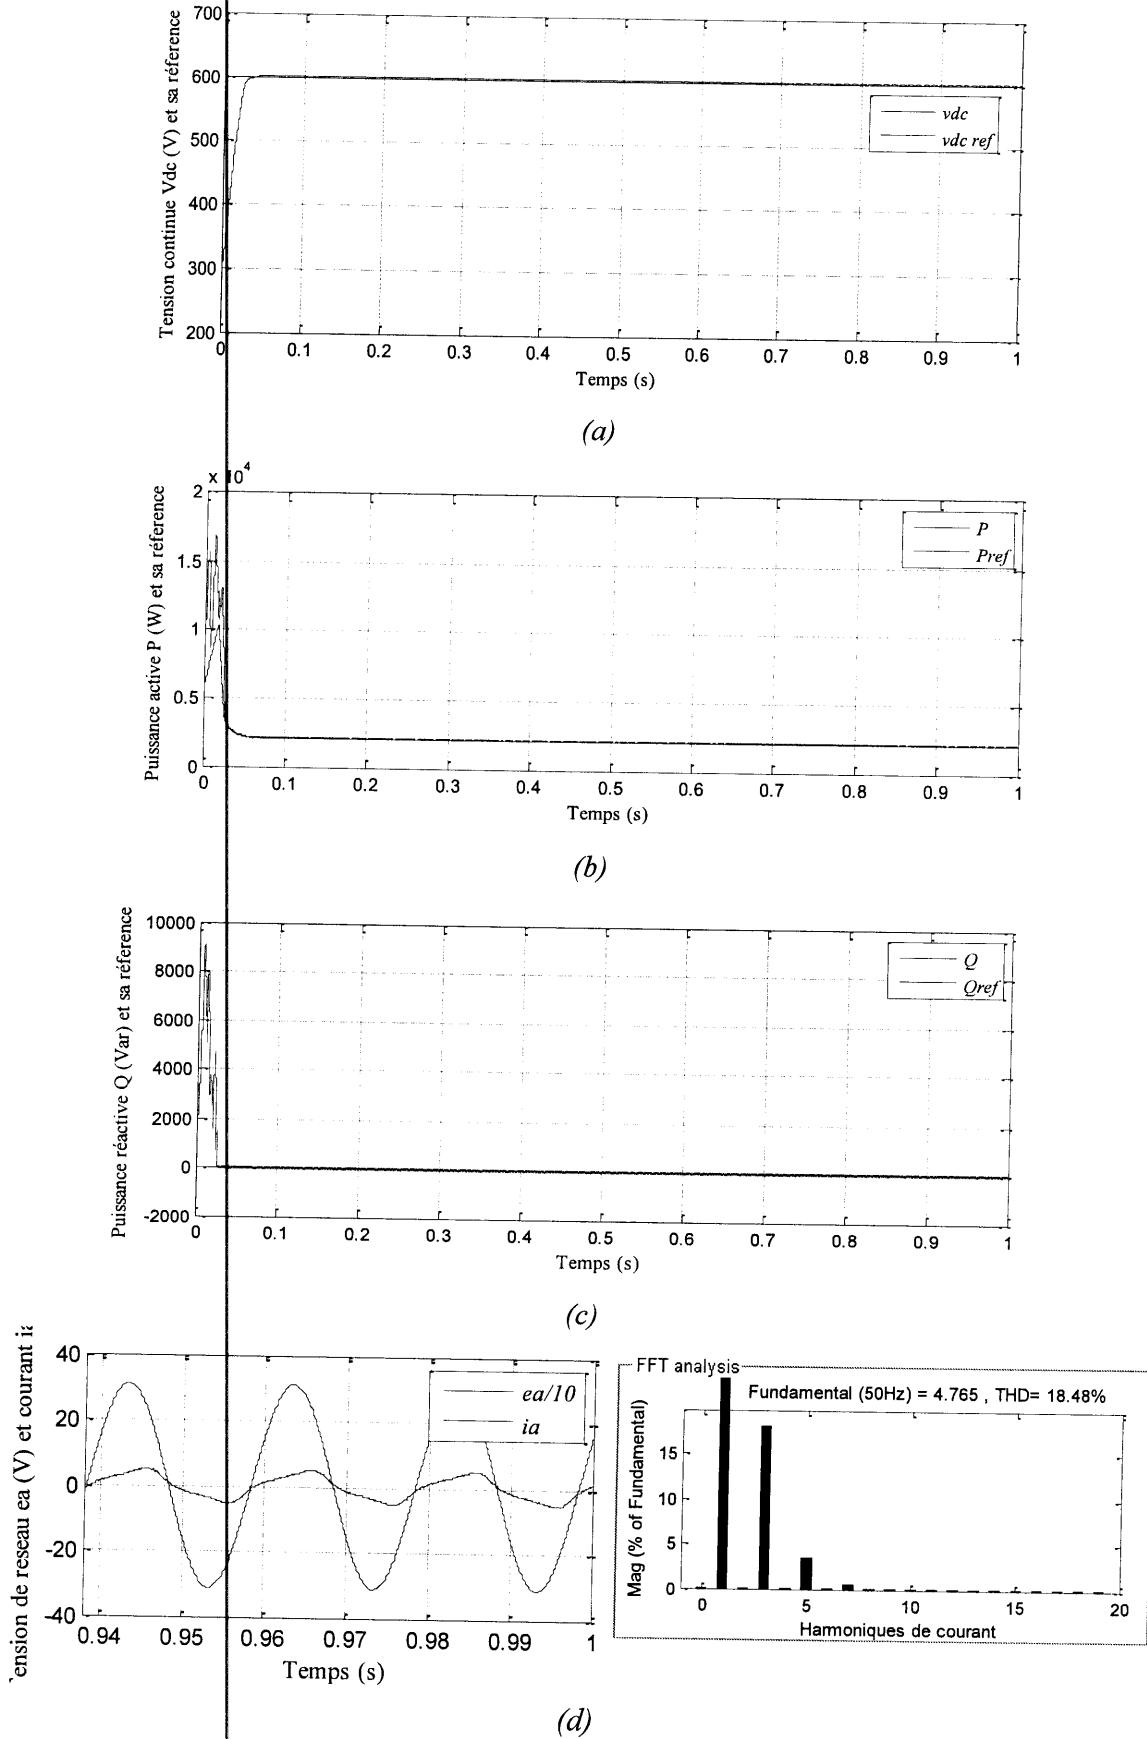 700
600
500
400
300
200
Tension continue Vdc (V) et sa réference
vdc
vdc ref
0 0.1 0.2 0.3 0.4 0.5 0.6 0.7 0.8 0.9 1
Temps (s)
(a)
x 10^4
2
1.5
1
0.5
0
Puissance active P (W) et sa réference
P
Pref
0 0.1 0.2 0.3 0.4 0.5 0.6 0.7 0.8 0.9 1
Temps (s)
(b)
10000
8000
6000
4000
2000
0
-2000
Puissance réactive Q (Var) et sa réference
Q
Qref
0 0.1 0.2 0.3 0.4 0.5 0.6 0.7 0.8 0.9 1
Temps (s)
(c)
40
20
0
-20
-40
de reseau ea (V) et courant
ea/10
ia
0.94 0.95 0.96 0.97 0.98 0.99 1
Temps (s)
FFT analysis
Fundamental (50Hz) = 4.765 , THD= 18.48%
15
10
5
0
Mag (% of Fundamental)
0 5 10 15 20
Harmoniques de courant
(d)